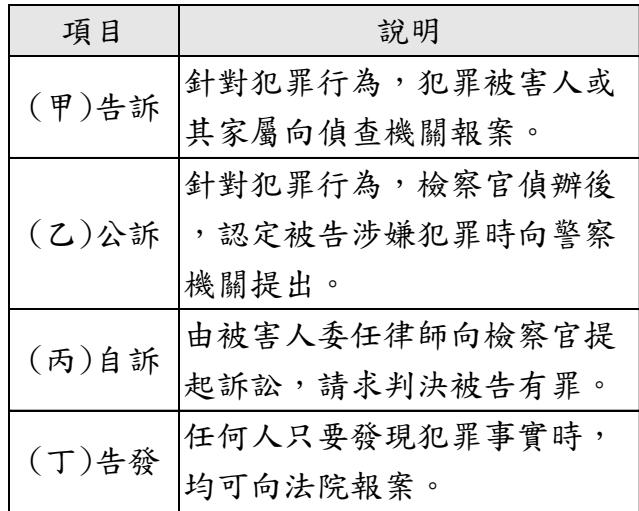 項目 說明
(甲)告訴 針對犯罪行為，犯罪被害人或
其家屬向偵查機關報案。
針對犯罪行為，檢察官偵辦後
(乙)公訴 ，認定被告涉嫌犯罪時向警察
機關提出。
(丙)自訴 由被害人委任律師向檢察官提
起訴訟，請求判決被告有罪。
(丁)告發 任何人只要發現犯罪事實時，
均可向法院報案。